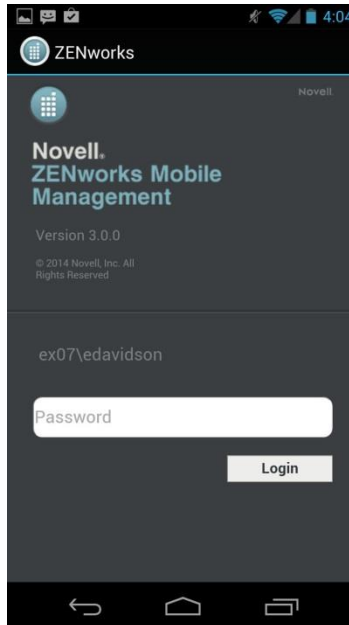 4:04
ZENworks
Novell.
Novell.
ZENworks Mobile
Management
Version 3.0.0
© 2014 Novell, Inc. All
Rights Reserved
ex07\edavidson
Password
Login